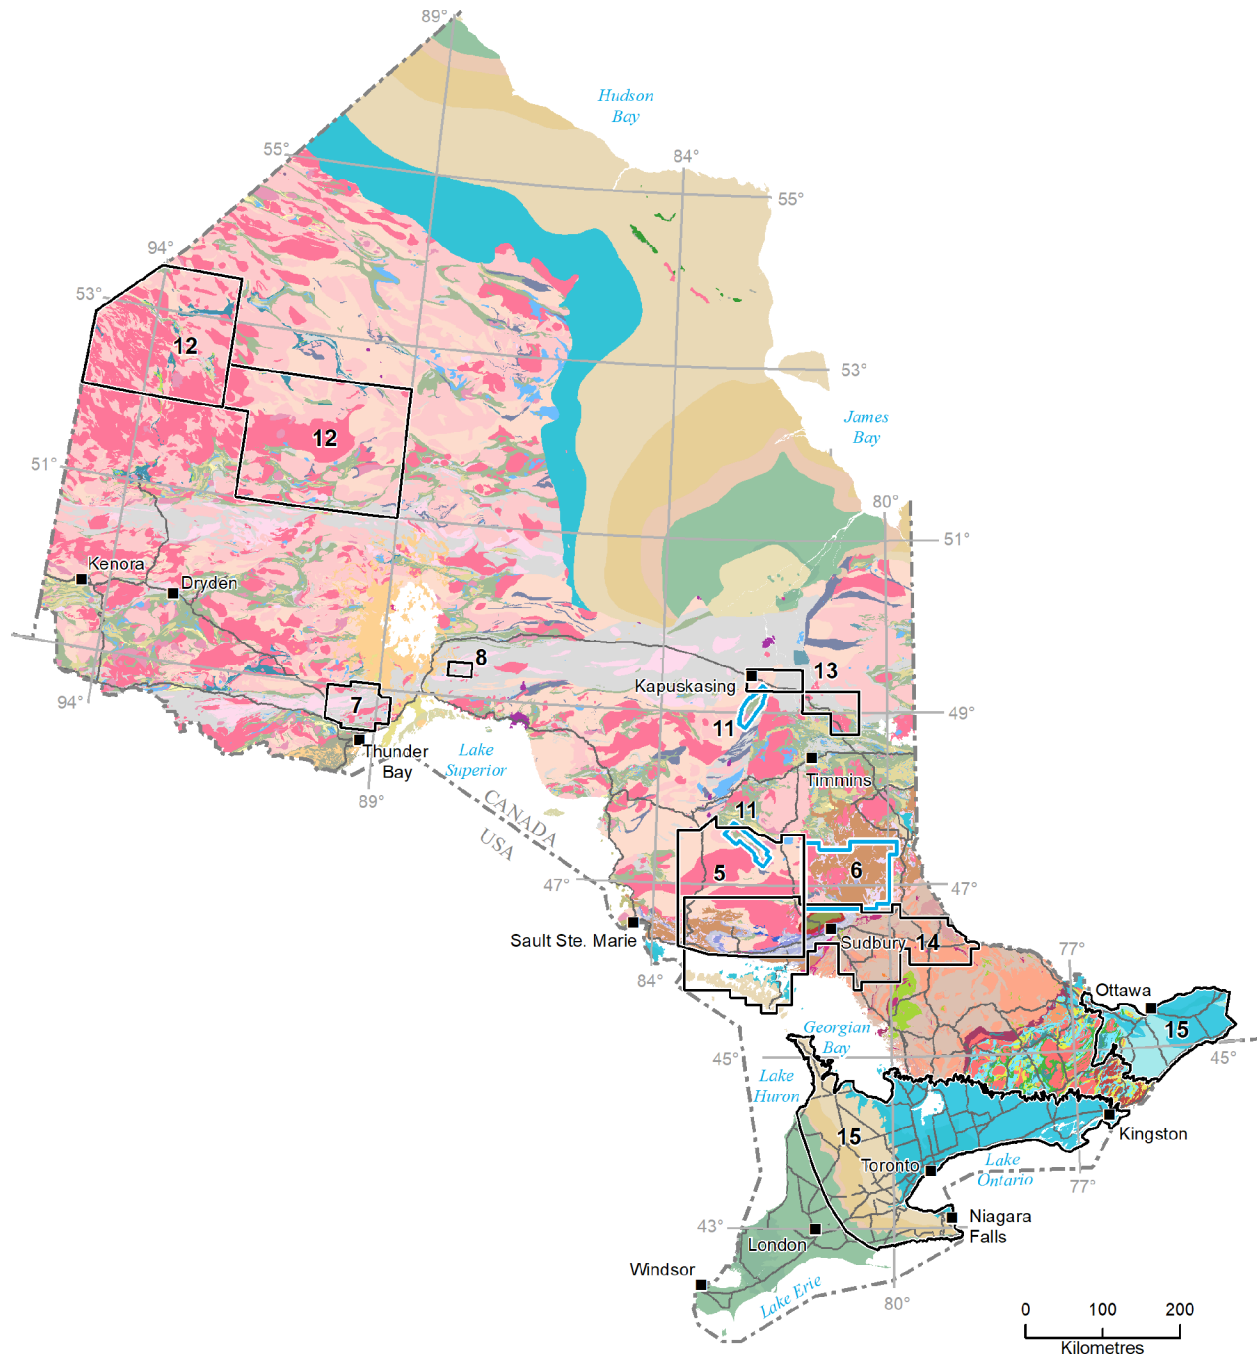 89°
Hudson
Bay
55°
84°
55°
94°
53°
12
53°
James
Bay
12
51°
80°
51°
Kenora
Dryden
8
13
Kapuskasing
94°
7
11
49°
Thunder
Bay
Lake
Superior
Timmins
89°
CANADA
USA
11
5
6
47°
47°
Sault Ste. Marie
Sudbury
14
84°
77°
Ottawa
15
Georgian
Bay
45°
45°
Lake
Huron
15
Kingston
Toronto
Lake
Ontario
77°
43°
Niagara
Falls
London
Windsor
Lake Erie
80°
0 100 200
Kilometres